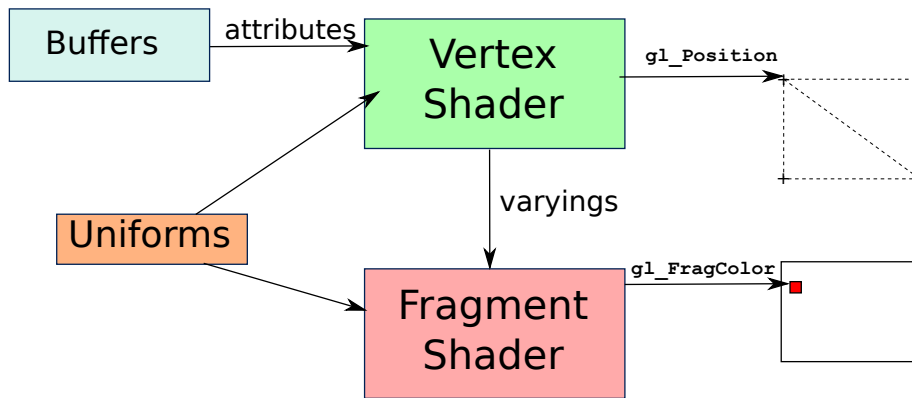 Buffers
attributes
Vertex
Shader
gl_Position
varyings
Uniforms
gl_FragColor
Fragment
Shader